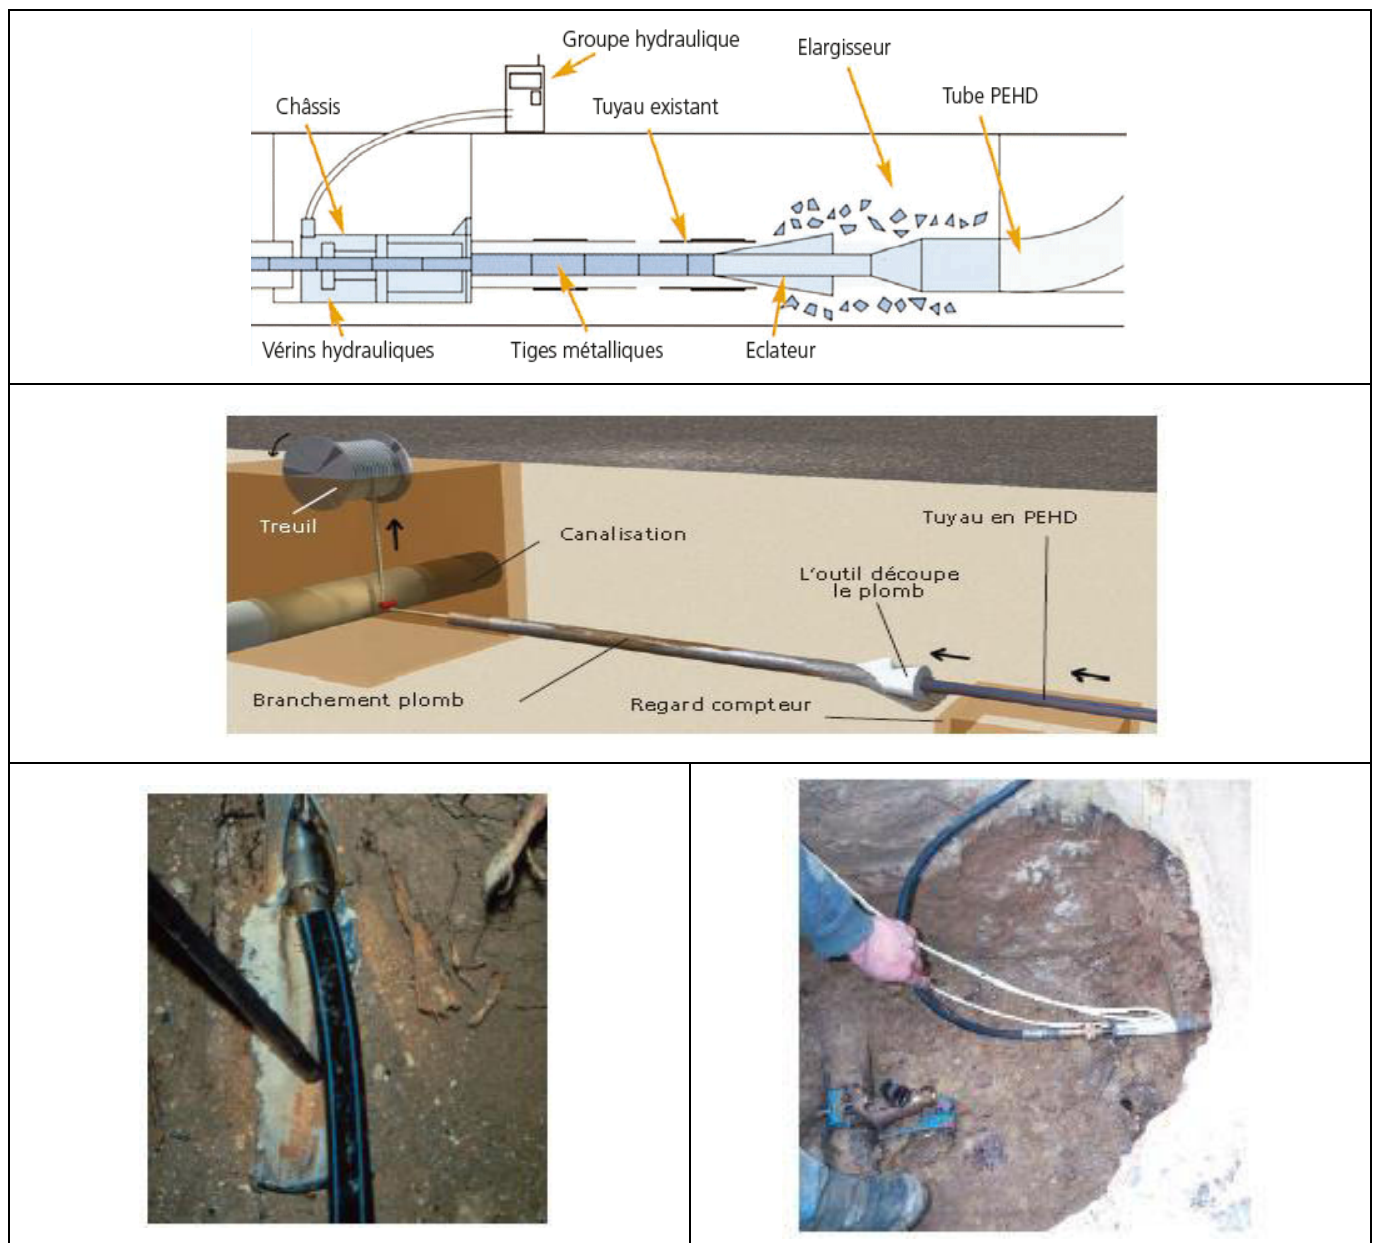 Groupe hydraulique
Elargisseur
Châssis
Tuyau existant
Tube PEHD
Vérins hydrauliques
Tiges métalliques
Eclateur
Treuil
Canalisation
Tuyau en PEHD
L'outil découpe
le plomb
Branchement plomb
Regard compteur